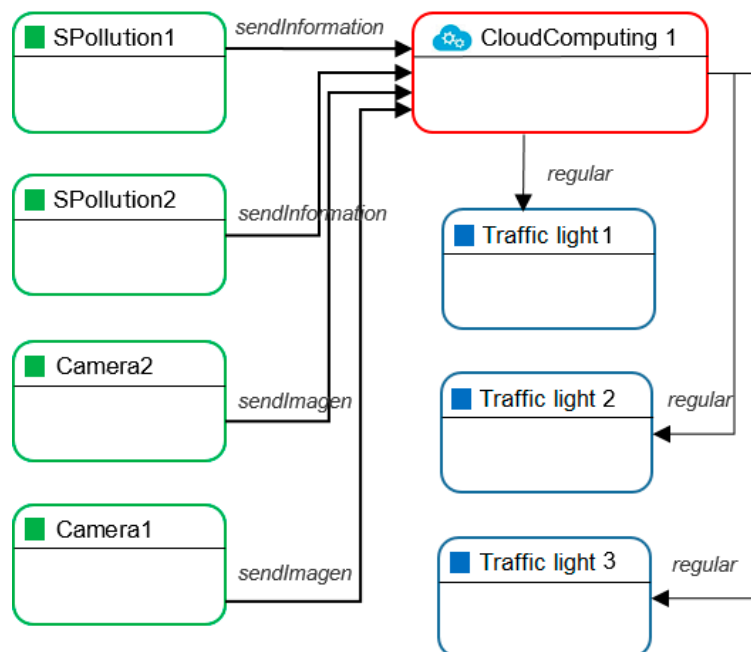 SPollution1
sendInformation
CloudComputing 1
SPollution2
sendInformation
regular
Traffic light 1
Camera2
sendImagen
Traffic light 2
regular
Camera1
sendImagen
Traffic light 3
regular